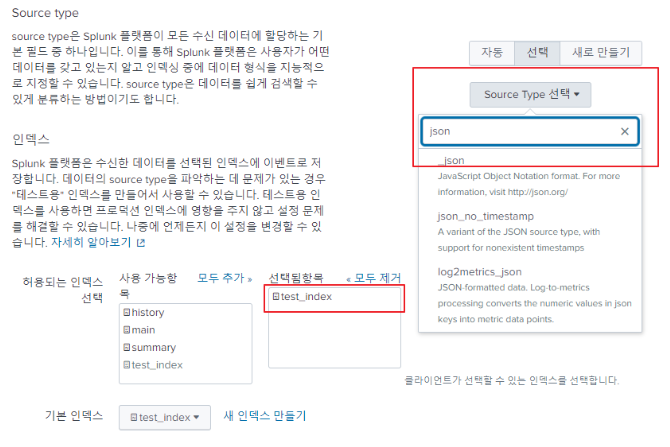 Source type
source type은 Splunk 플랫폼이 모든 수신 데이터에 할당하는 기
본 필드 중 하나입니다. 이를 통해 Splunk 플랫폼은 사용자가 어떤
데이터를 갖고 있는지 알고 인덱싱 중에 데이터 형식을 지능적으
로 지정할 수 있습니다. source type은 데이터를 쉽게 검색할 수
있게 분류하는 방법이기도 합니다.
자동 선택 새로 만들기
Source Type 선택
json
_json
JavaScript Object Notation format. For more
information, visit http://json.org/
json_no_timestamp
A variant of the JSON source type, with
support for nonexistent timestamps
log2metrics_json
JSON-formatted data. Log-to-metrics
processing converts the numeric values in json
keys into metric data points.
인덱스
Splunk 플랫폼은 수신한 데이터를 선택된 인덱스에 이벤트로 저
장합니다. 데이터의 source type을 파악하는 데 문제가 있는 경우
"테스트용" 인덱스를 만들어서 사용할 수 있습니다. 테스트용 인
덱스를 사용하면 프로덕션 인덱스에 영향을 주지 않고 설정 문제
를 해결할 수 있습니다. 나중에 언제든지 이 설정을 변경할 수 있
습니다. 자세히 알아보기
허용되는 인덱스
선택
사용 가능항
목
모두 추가 »
history
main
summary
test_index
선택될항목
« 모두 제거
test_index
클라이언트가 선택할 수 있는 인덱스를 선택합니다.
기본 인덱스
test_index
새 인덱스 만들기